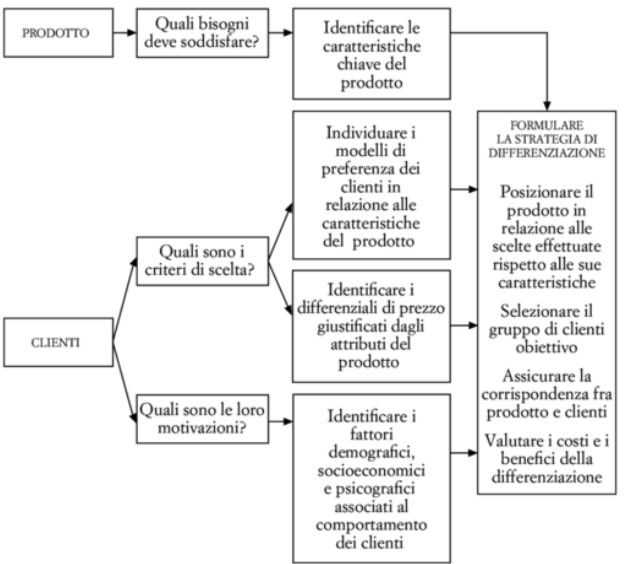 PRODOTTO
Quali bisogni
deve soddisfare?
Identificare le
caratteristiche
chiave del
prodotto
CLIENTI
Quali sono i
criteri di scelta?
Individuare i
modelli di
preferenza dei
clienti in
relazione alle
caratteristiche
del prodotto
Identificare i
differenziali di prezzo
giustificati dagli
attributi del
prodotto
Quali sono le loro
motivazioni?
Identificare i
fattori
demografici,
socioeconomici
e psicografici
associati al
comportamento
dei clienti
FORMULARE
LA STRATEGIA DI
DIFFERENZIAZIONE
Posizionare il
prodotto in
relazione alle
scelte effettuate
rispetto alle sue
caratteristiche
Selezionare il
gruppo di clienti
obiettivo
Assicurare la
corrispondenza fra
prodotto e clienti
Valutare i costi e i
benefici della
differenziazione